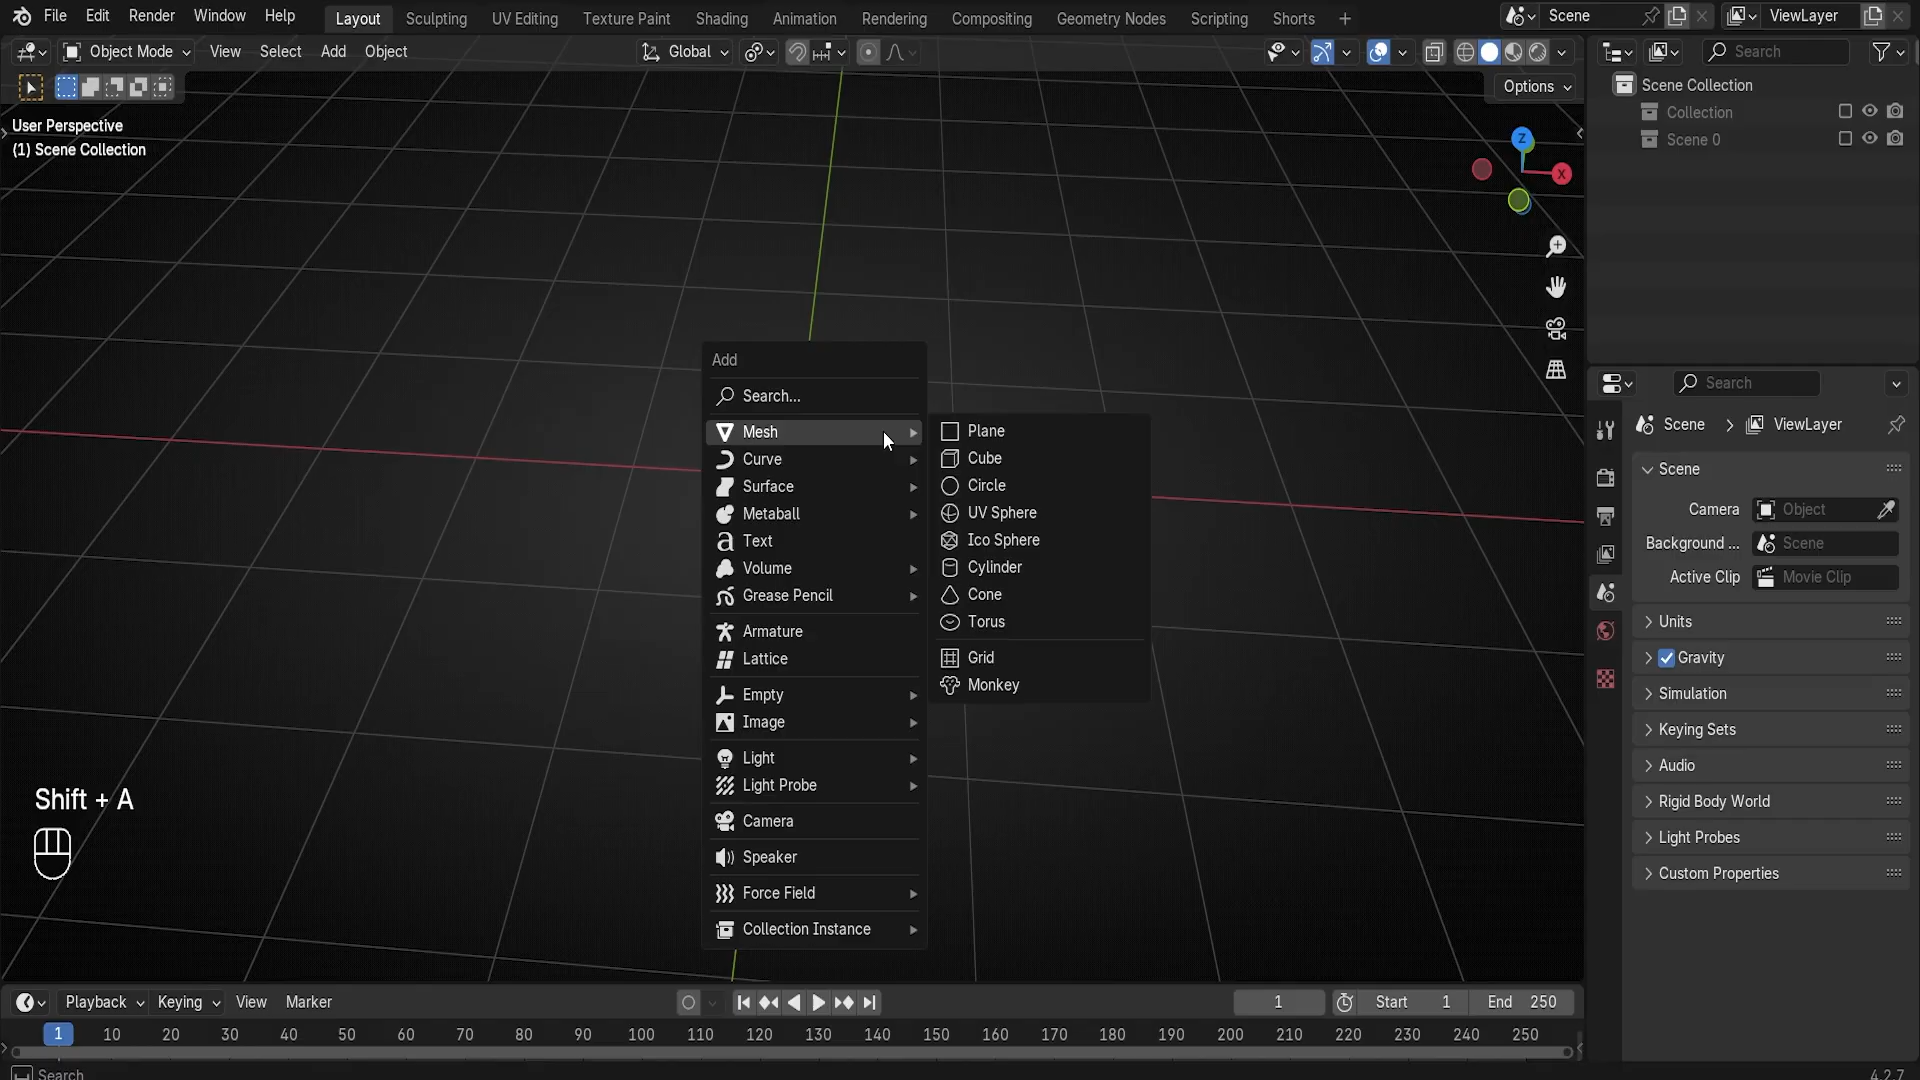 File Edit Render Window Help Layout Sculpting UV Editing Texture Paint Shading Animation Rendering Compositing Geometry Nodes Scripting Shorts + Scene ViewLayer
Object Mode View Select Add Object Global Search
Options
User Perspective
(1) Scene Collection
Z
X
Scene Collection
Collection
Scene 0
Add
Search...
Mesh
Curve
Surface
Metaball
Text
Volume
Grease Pencil
Armature
Lattice
Empty
Image
Light
Light Probe
Camera
Speaker
Force Field
Collection Instance
Plane
Cube
Circle
UV Sphere
Ico Sphere
Cylinder
Cone
Torus
Grid
Monkey
Shift + A
Search
Scene > ViewLayer
Scene
Camera Object
Background ... Scene
Active Clip Movie Clip
Units
Gravity
Simulation
Keying Sets
Audio
Rigid Body World
Light Probes
Custom Properties
Playback Keying View Marker 1 Start 1 End 250
1 10 20 30 40 50 60 70 80 90 100 110 120 130 140 150 160 170 180 190 200 210 220 230 240 250
Search 4.2.7